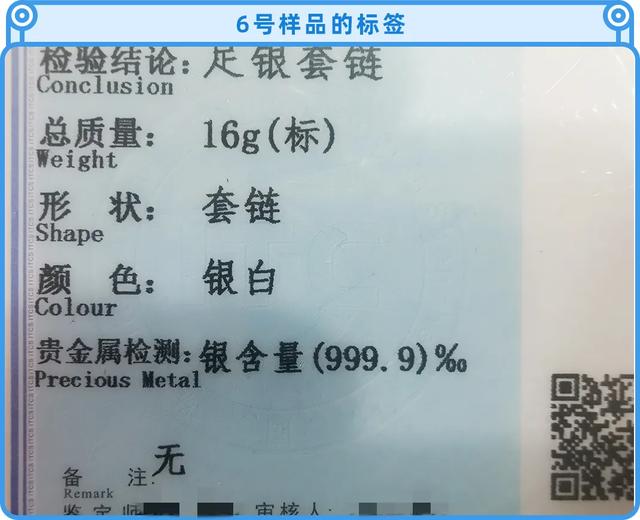 6号样品的标签
检验结论：足银套链
Conclusion
总质量：16g(标)
Weight
形 状：套链
Shape
颜 色：银白
Colour
贵金属检测：银含量(999.9)‰
Precious Metal
备 注：无
Remark
鉴定师
审核人：